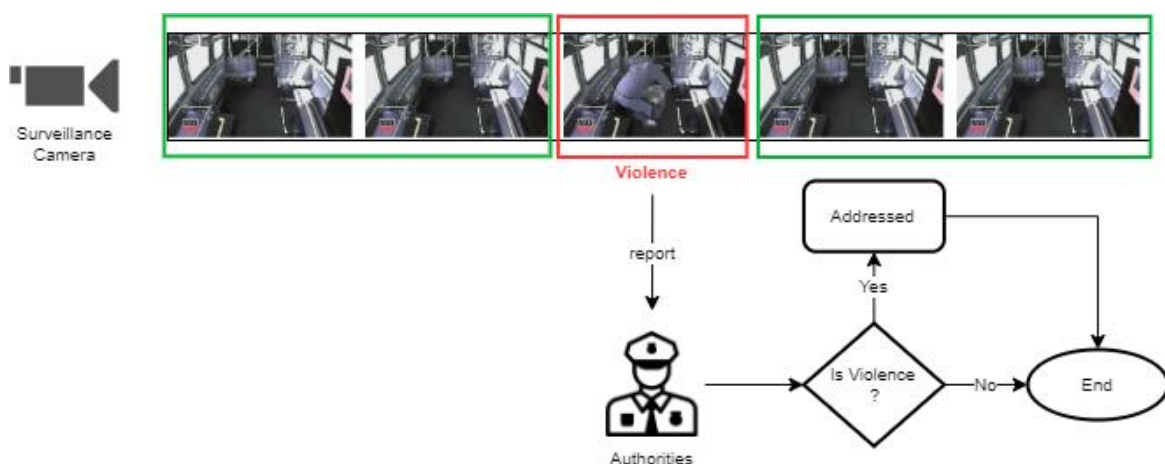 Surveillance
Camera
Violence
report
Authorities
Addressed
Yes
Is Violence
?
No
End